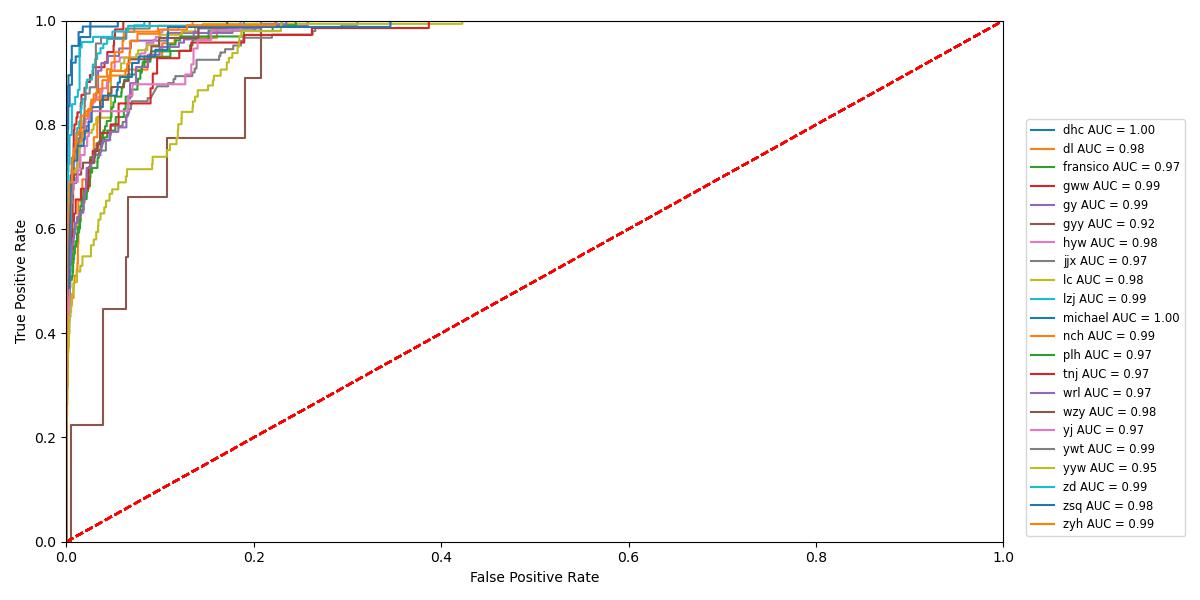 1.0
0.8
0.6
0.4
0.2
0.0
True Positive Rate
0.0 0.2 0.4 0.6 0.8 1.0
False Positive Rate
dhc AUC = 1.00
dl AUC = 0.98
fransico AUC = 0.97
gww AUC = 0.99
gy AUC = 0.99
gyy AUC = 0.92
hyw AUC = 0.98
jjx AUC = 0.97
lc AUC = 0.98
lzj AUC = 0.99
michael AUC = 1.00
nch AUC = 0.99
plh AUC = 0.97
tnj AUC = 0.97
wrl AUC = 0.97
wzy AUC = 0.98
yj AUC = 0.97
ywt AUC = 0.99
yyw AUC = 0.95
zd AUC = 0.99
zsq AUC = 0.98
zyh AUC = 0.99